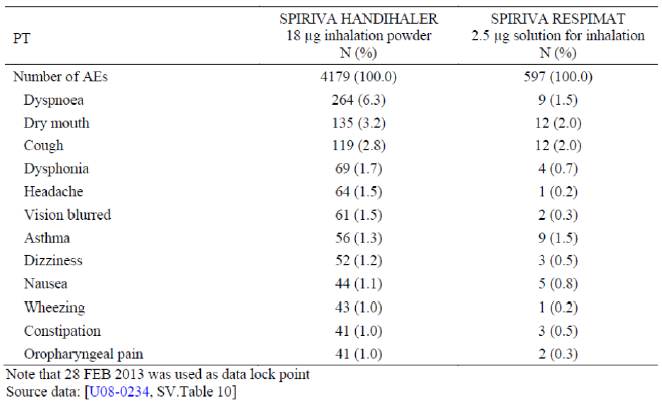 PT SPIRIVA HANDIHALER 18 µg inhalation powder N (%) SPIRIVA RESPIMAT 2.5 µg solution for inhalation N (%)
Number of AEs 4179 (100.0) 597 (100.0)
Dyspnoea 264 (6.3) 9 (1.5)
Dry mouth 135 (3.2) 12 (2.0)
Cough 119 (2.8) 12 (2.0)
Dysphonia 69 (1.7) 4 (0.7)
Headache 64 (1.5) 1 (0.2)
Vision blurred 61 (1.5) 2 (0.3)
Asthma 56 (1.3) 9 (1.5)
Dizziness 52 (1.2) 3 (0.5)
Nausea 44 (1.1) 5 (0.8)
Wheezing 43 (1.0) 1 (0.2)
Constipation 41 (1.0) 3 (0.5)
Oropharyngeal pain 41 (1.0) 2 (0.3)
Note that 28 FEB 2013 was used as data lock point
Source data: [U08-0234, SV.Table 10]